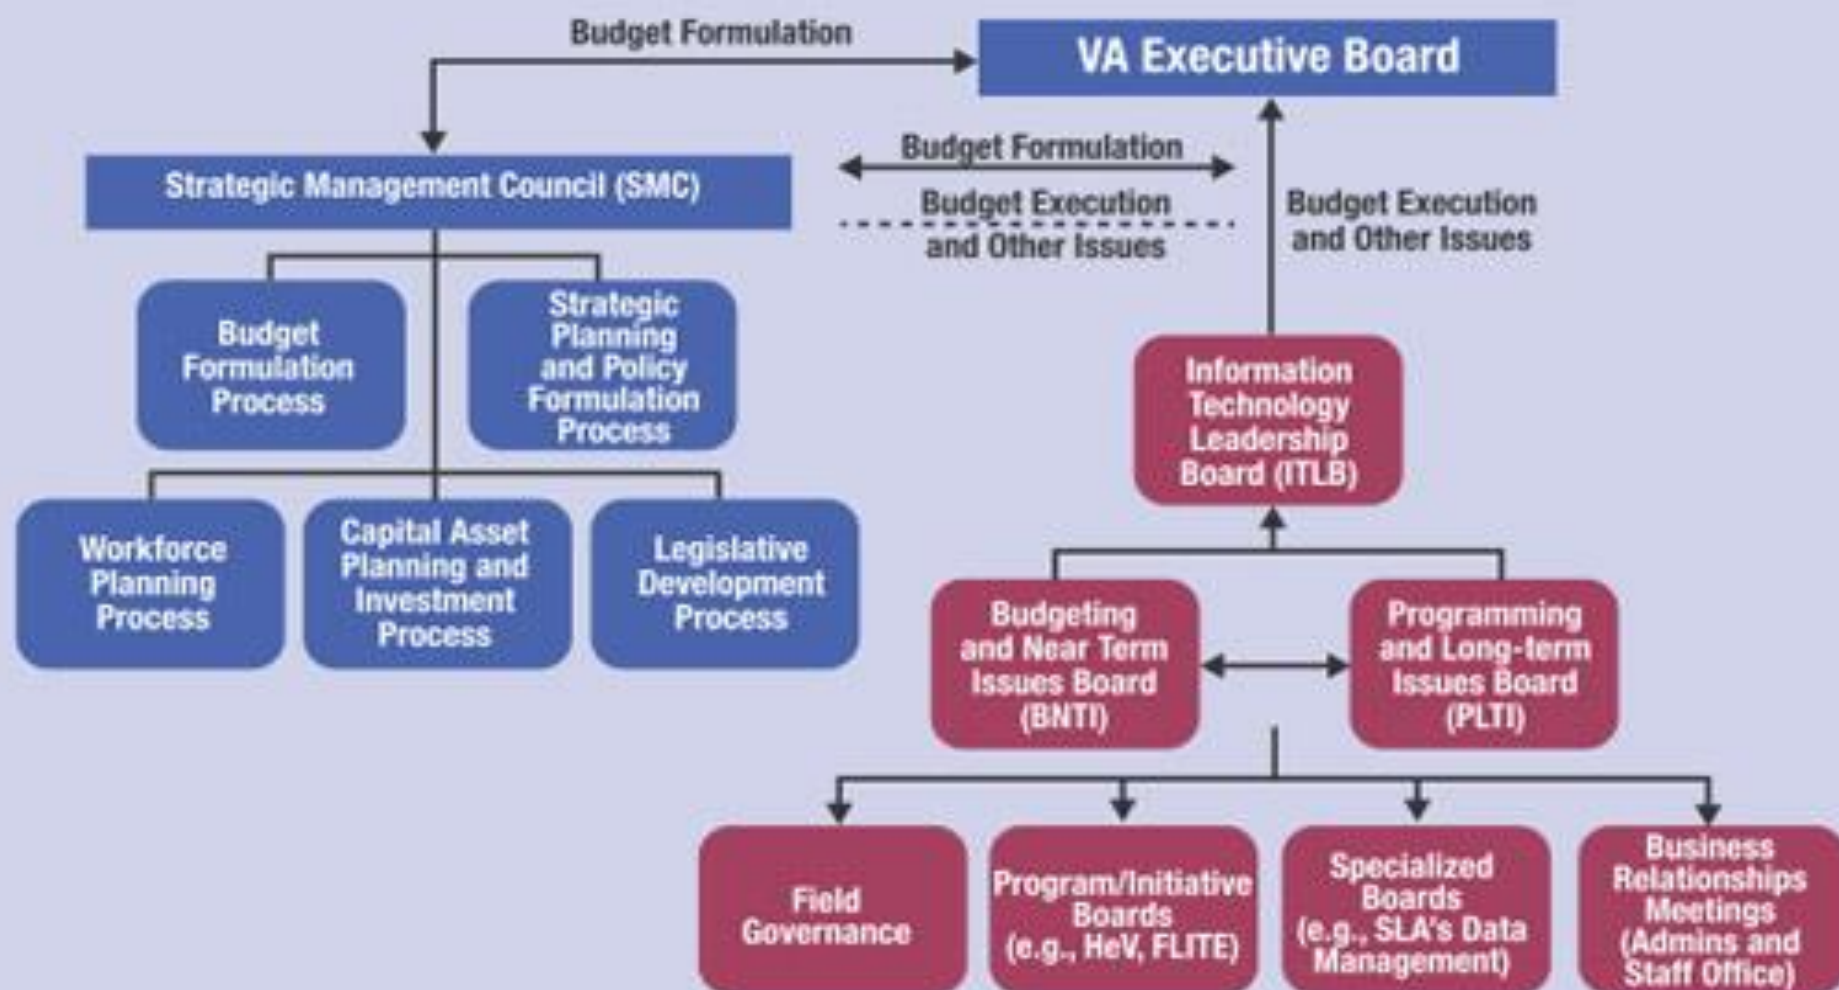 Budget Formulation
VA Executive Board
Budget Formulation
Strategic Management Council (SMC)
Budget Execution
and Other Issues
Budget Execution
and Other Issues
Budget
Formulation
Process
Strategic
Planning
and Policy
Formulation
Process
Information
Technology
Leadership
Board (ITLB)
Workforce
Planning
Process
Capital Asset
Planning and
Investment
Process
Legislative
Development
Process
Budgeting
and Near Term
Issues Board
(BNTI)
Programming
and Long-term
Issues Board
(PLTI)
Field
Governance
Program/Initiative
Boards
(e.g., HeV, FLITE)
Specialized
Boards
(e.g., SLA's Data
Management)
Business
Relationships
Meetings
(Admins and
Staff Office)